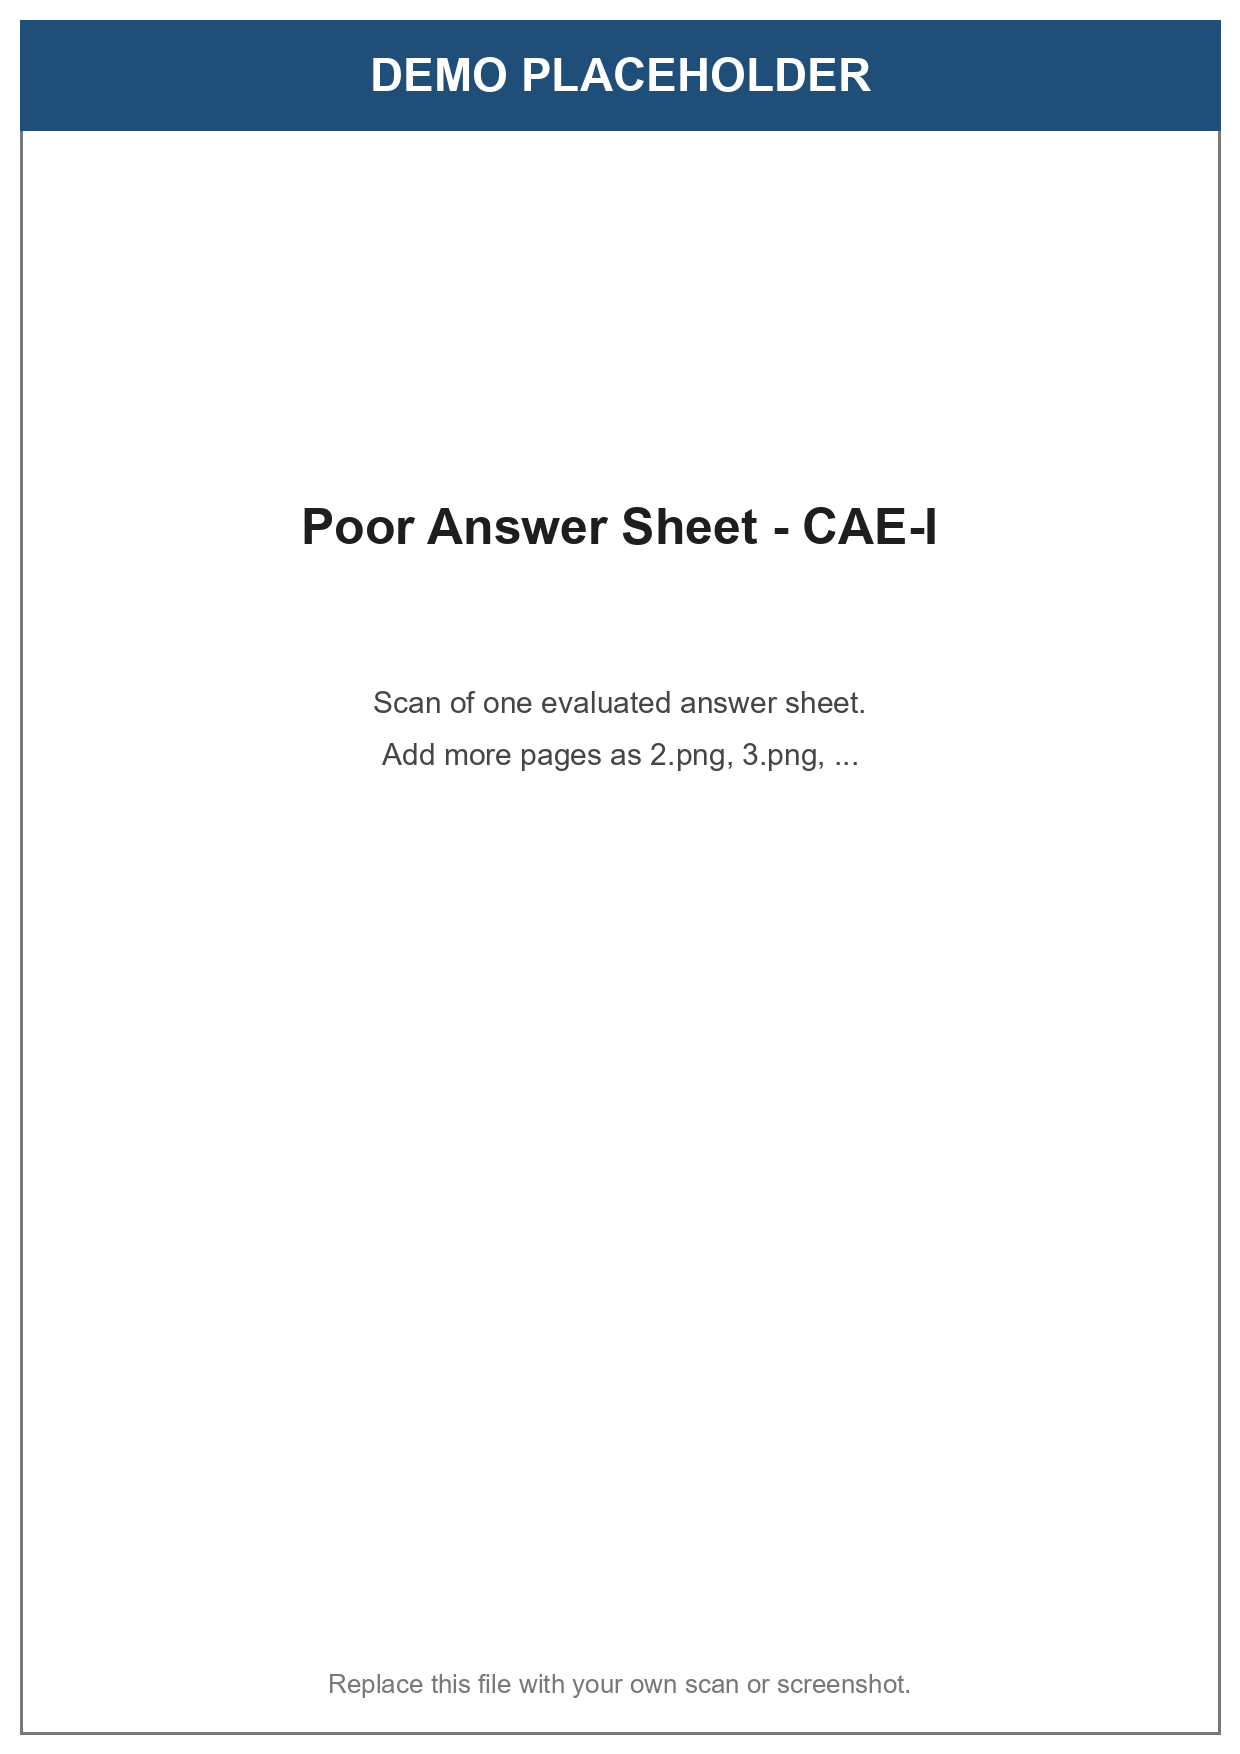 DEMO PLACEHOLDER
Poor Answer Sheet - CAE-I
Scan of one evaluated answer sheet.
Add more pages as 2.png, 3.png, ...
Replace this file with your own scan or screenshot.